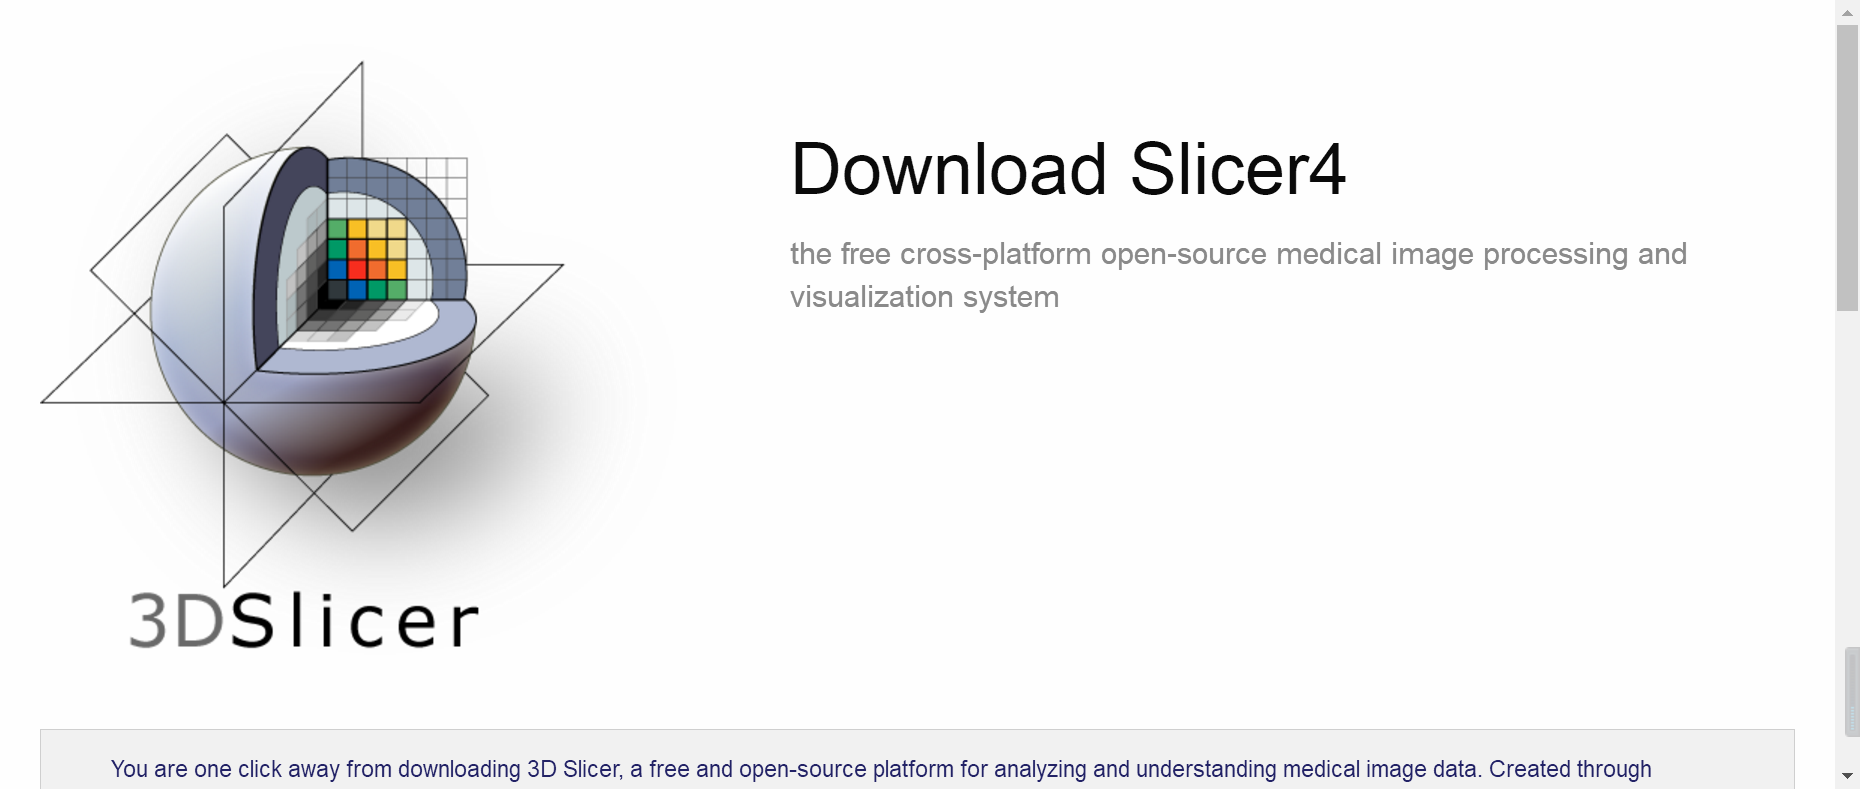 Download Slicer4
the free cross-platform open-source medical image processing and
visualization system
3DSlicer
You are one click away from downloading 3D Slicer, a free and open-source platform for analyzing and understanding medical image data. Created through